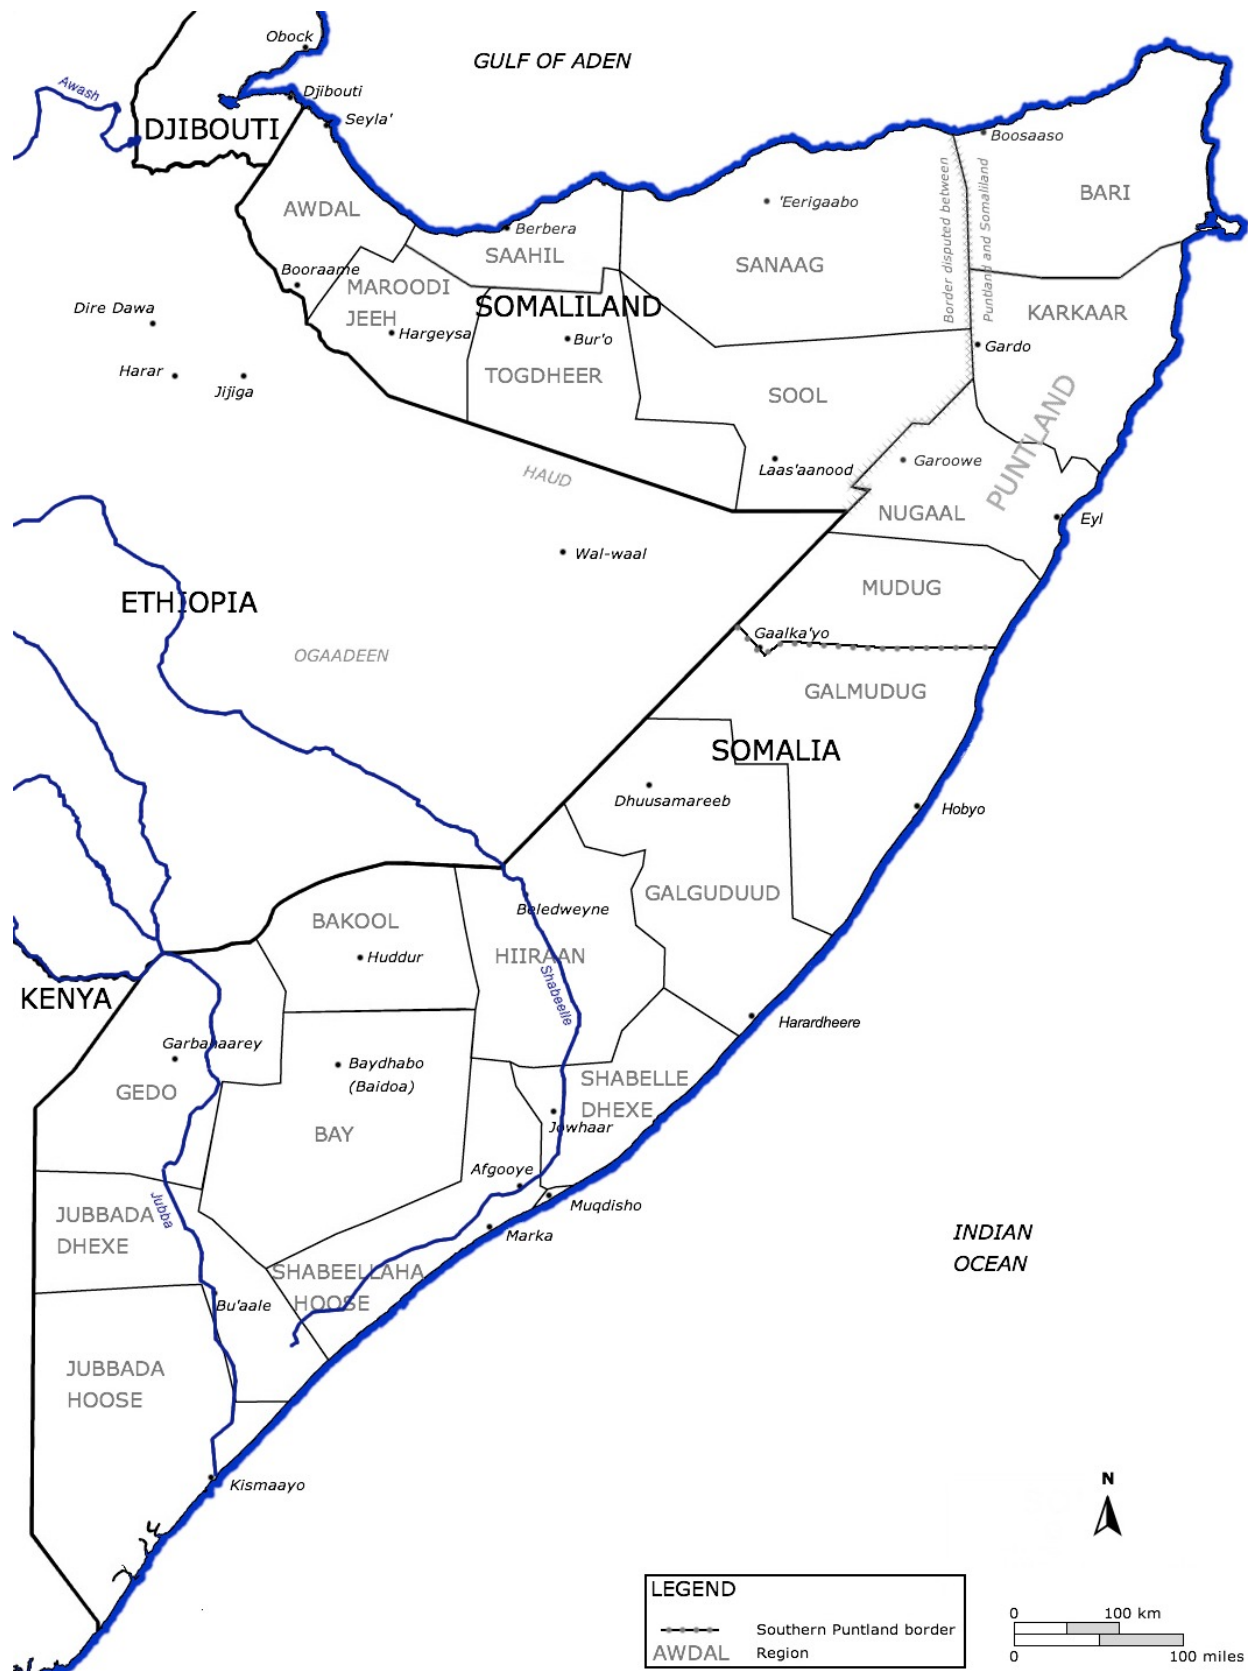 Obock
GULF OF ADEN
Awash
Djibouti
Seyla'
DJIBOUTI
Boosaaso
Border disputed between
Puntland and Somaliland
BARI
'Eerigaabo
AWDAL
Berbera
SAAHIL
SANAAG
Booraame
MAROODI
JEEH
SOMALILAND
KARKAAR
Dire Dawa
Hargeysa
Bur'o
Gardo
Harar
Jijiga
TOGDHEER
SOOL
PUNTLAND
HAUD
Laas'aanood
Garoowe
NUGAAL
Eyl
Wal-waal
ETHIOPIA
MUDUG
Gaalka'yo
OGAADEEN
GALMUDUG
SOMALIA
Dhuusamareeb
Hobyo
GALGUDUUD
Beledweyne
BAKOOL
Huddur
HIIRAAN
Shabeelle
KENYA
Harardheere
Garbahaarey
Baydhabo
(Baidoa)
GEDO
SHABELLE
DHEXE
Jowhaar
BAY
Afgooye
Muqdisho
Marka
Jubba
JUBBADA
DHEXE
INDIAN
OCEAN
SHABEELLAHA
HOOSE
Bu'aale
JUBBADA
HOOSE
Kismaayo
N
LEGEND
Southern Puntland border
AWDAL Region
0 100 km
0 100 miles